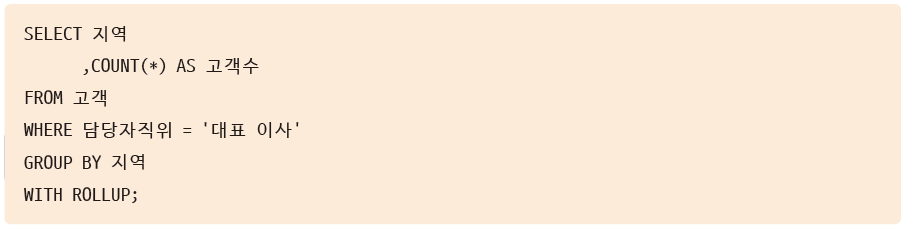 SELECT 지역
,COUNT(*) AS 고객수
FROM 고객
WHERE 담당자직위 = '대표 이사'
GROUP BY 지역
WITH ROLLUP;